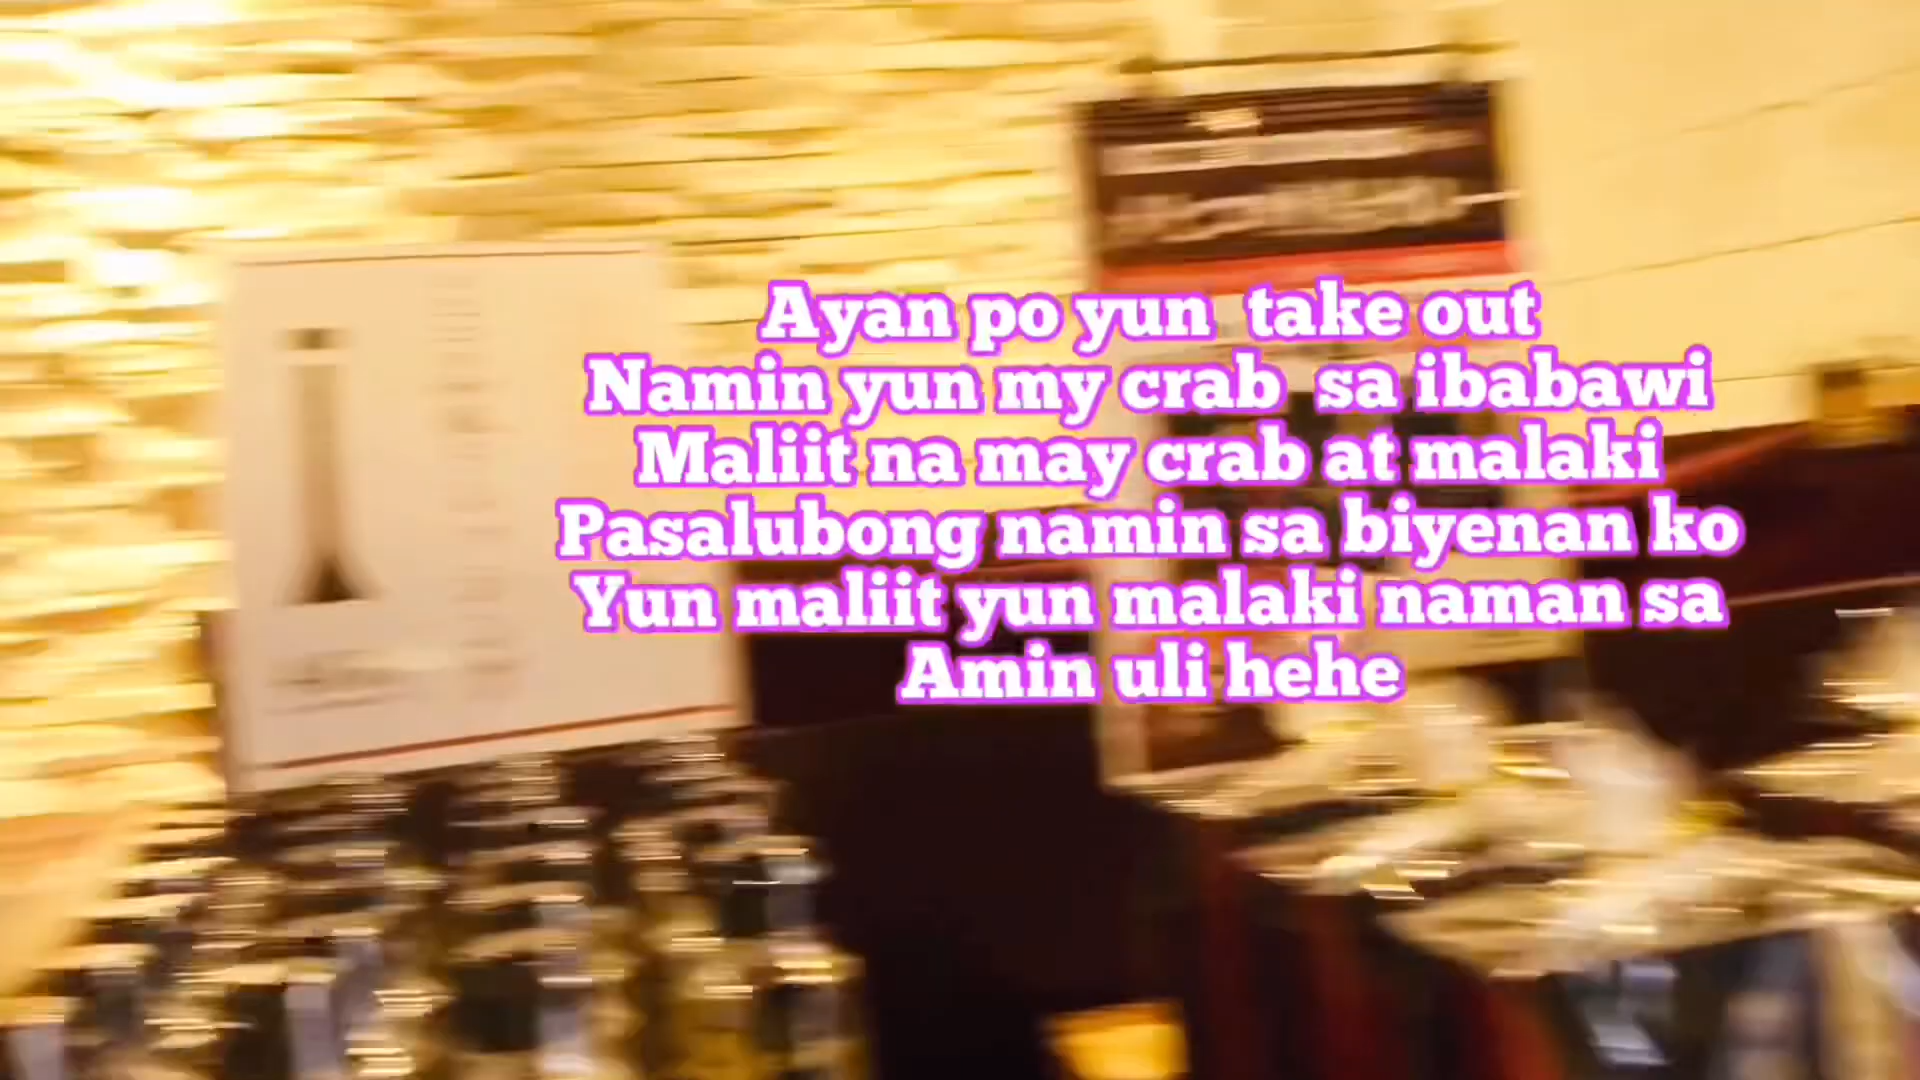 Ayan po yun take out
Namin yun my crab sa ibabawi
Maliit na may crab at malaki
Pasalubong namin sa biyenan ko
Yun maliit yun malaki naman sa
Amin uli hehe